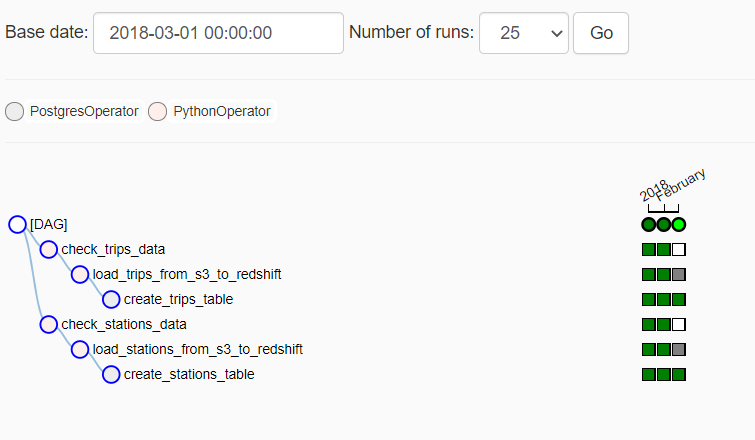 Base date: 2018-03-01 00:00:00 Number of runs: 25 Go
PostgresOperator PythonOperator
2018 February
[DAG]
check_trips_data
load_trips_from_s3_to_redshift
create_trips_table
check_stations_data
load_stations_from_s3_to_redshift
create_stations_table